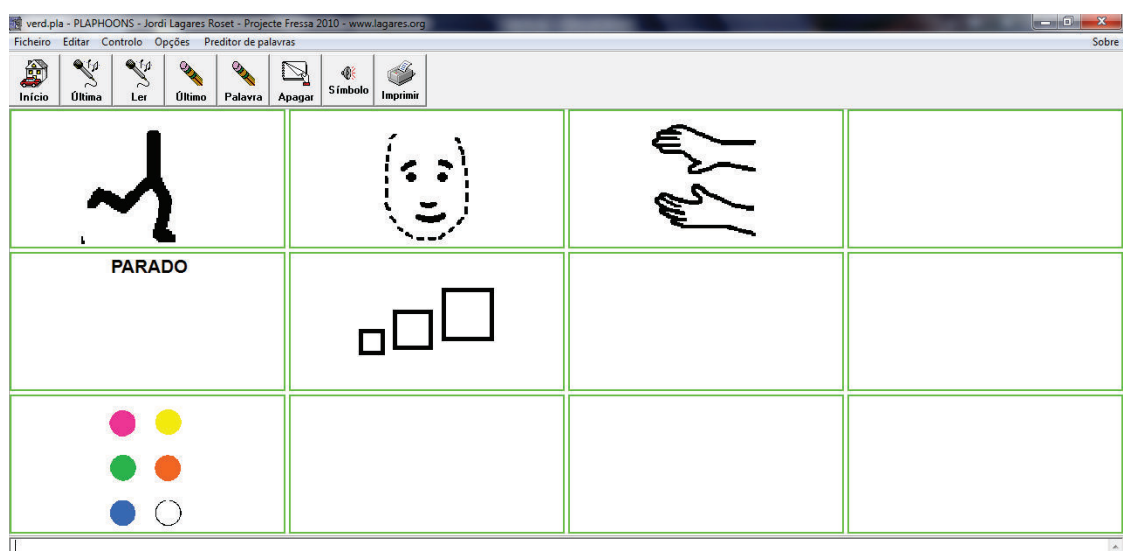 verd.pla - PLAPHOONS - Jordi Lagares Roset - Projecte Fressa 2010 - www.lagares.org
Ficheiro Editar Controlo Opções Preditor de palavras Sobre
Início Última Ler Último Palavra Apagar Símbolo Imprimir
PARADO